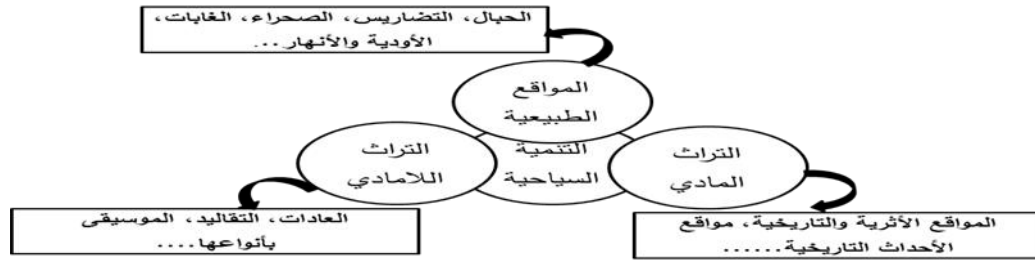 الحبال، التضاريس، الصحراء، الغابات،
الأودية والأنهار...
المواقع
الطبيعية
التنمية
السياحية
التراث
المادي
التراث
اللامادي
المواقع الأثرية والتاريخية، مواقع
الأحداث التاريخية......
العادات، التقاليد، الموسيقى
بأنواعها....